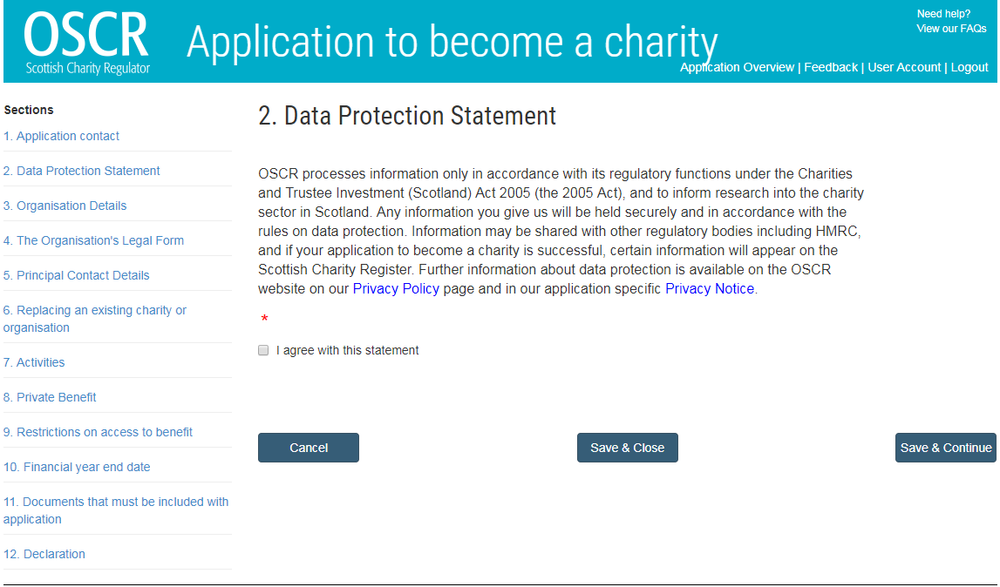 OSCR
Scottish Charity Regulator
Application to become a charity
Need help?
View our FAQs
Application Overview | Feedback | User Account | Logout
Sections
1. Application contact
2. Data Protection Statement
3. Organisation Details
4. The Organisation's Legal Form
5. Principal Contact Details
6. Replacing an existing charity or
organisation
7. Activities
8. Private Benefit
9. Restrictions on access to benefit
10. Financial year end date
11. Documents that must be included with
application
12. Declaration
2. Data Protection Statement
OSCR processes information only in accordance with its regulatory functions under the Charities
and Trustee Investment (Scotland) Act 2005 (the 2005 Act), and to inform research into the charity
sector in Scotland. Any information you give us will be held securely and in accordance with the
rules on data protection. Information may be shared with other regulatory bodies including HMRC,
and if your application to become a charity is successful, certain information will appear on the
Scottish Charity Register. Further information about data protection is available on the OSCR
website on our Privacy Policy page and in our application specific Privacy Notice.
*
I agree with this statement
Cancel
Save & Close
Save & Continue